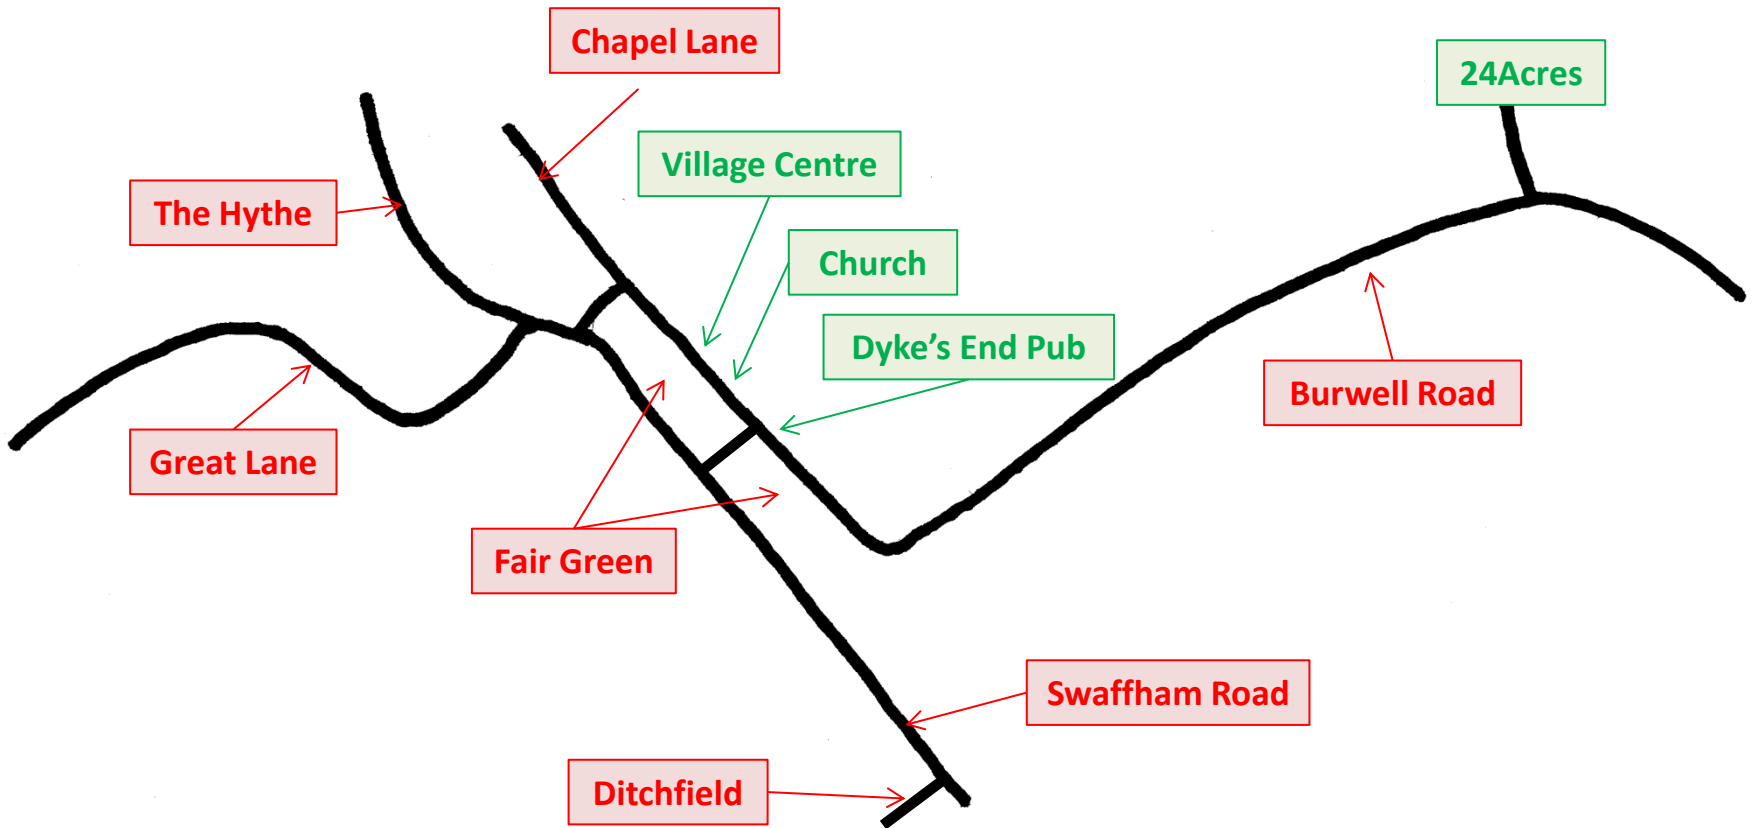 Chapel Lane
24Acres
Village Centre
The Hythe
Church
Dyke’s End Pub
Burwell Road
Great Lane
Fair Green
Swaffham Road
Ditchfield